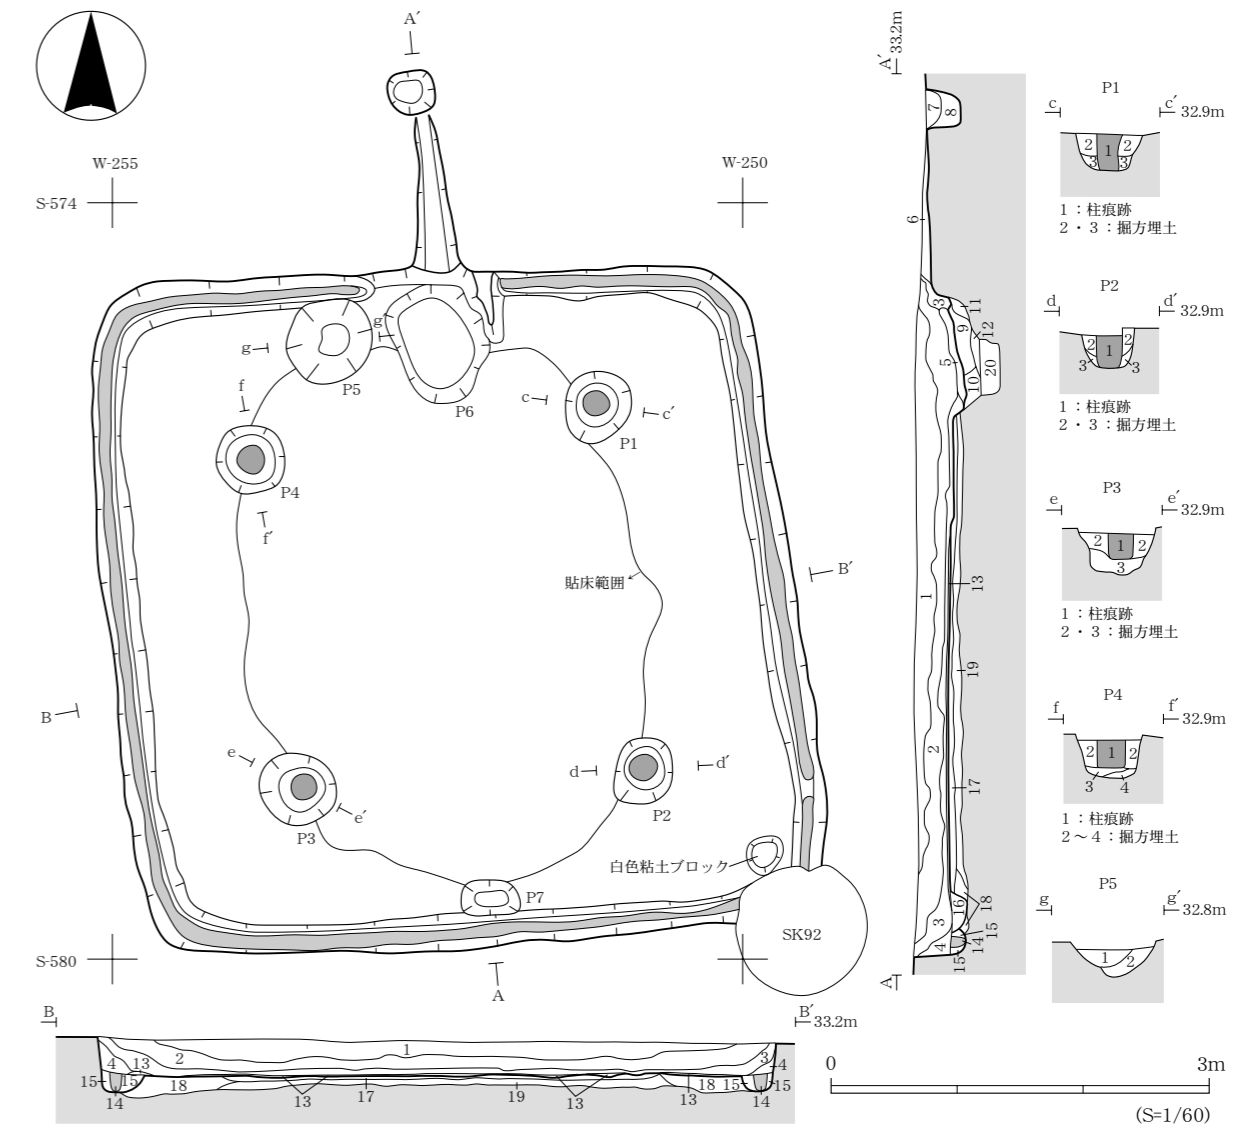 A´
W-255
W-250
S-574
g
g´
P5
P6
f
c
c´
P1
P4
f´
貼床範囲
B´
B
e
e´
P3
d
d´
P2
白色粘土ブロック
P7
SK92
S-580
A
A´
33.2m
7
8
6
3
11
9
12
5
10
20
1
13
2
19
17
16
18
3
15
14
4
15
A
P1
c
c´
32.9m
2
1
2
3
3
1：柱痕跡
2・3：掘方埋土
P2
d
d´
32.9m
2
1
2
3
3
1：柱痕跡
2・3：掘方埋土
P3
e
e´
32.9m
2
1
2
3
1：柱痕跡
2・3：掘方埋土
P4
f
f´
32.9m
2
1
2
3
4
1：柱痕跡
2～4：掘方埋土
P5
g
g´
32.8m
1
2
B
B´
33.2m
1
4
13
2
3
4
15
15
18
18
15
15
14
13
17
19
13
13
14
0
3m
(S=1/60)